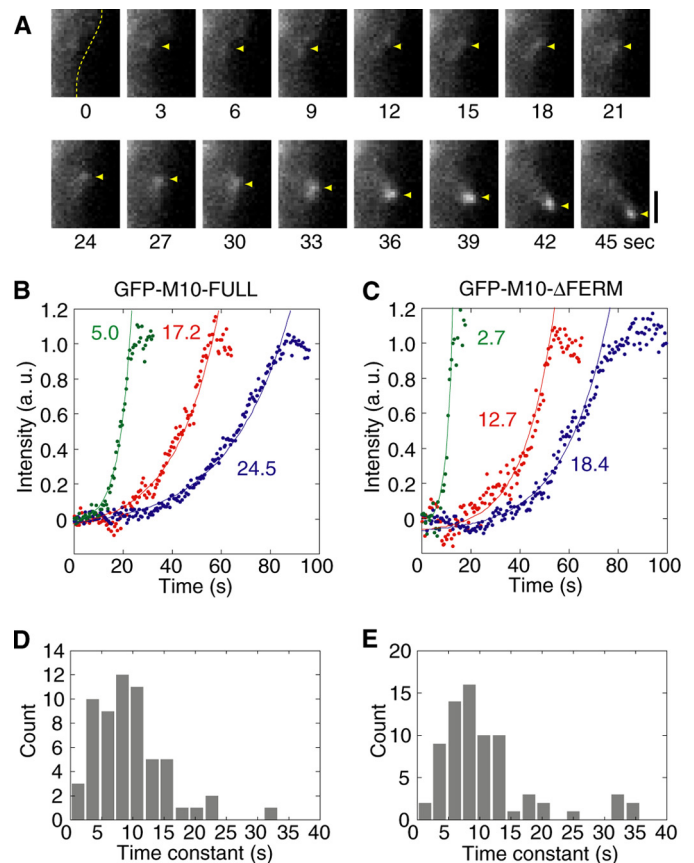 A
0 3 6 9 12 15 18 21
24 27 30 33 36 39 42 45 sec
B GFP-M10-FULL
1.2
1.0
0.8
0.6
0.4
0.2
0
Intensity (a. u.)
5.0 17.2
24.5
0 20 40 60 80 100
Time (s)
C GFP-M10-ΔFERM
1.2
1.0
0.8
0.6
0.4
0.2
0
Intensity (a. u.)
2.7
12.7
18.4
0 20 40 60 80 100
Time (s)
D
14
12
10
8
6
4
2
0
Count
0 5 10 15 20 25 30 35 40
Time constant (s)
E
20
15
10
5
0
Count
0 5 10 15 20 25 30 35 40
Time constant (s)